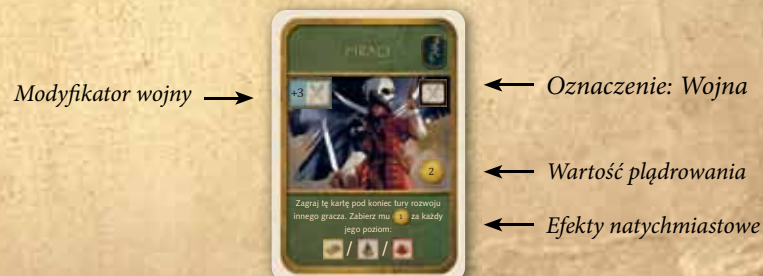 PIRACI
Modyfikator wojny
+3
Oznaczenie: Wojna
2
Wartość plądrowania
Zagraj tę kartę pod koniec tury rozwoju
innego gracza. Zabierz mu 1 za każdy
jego poziom:
/ /
Efekty natychmiastowe